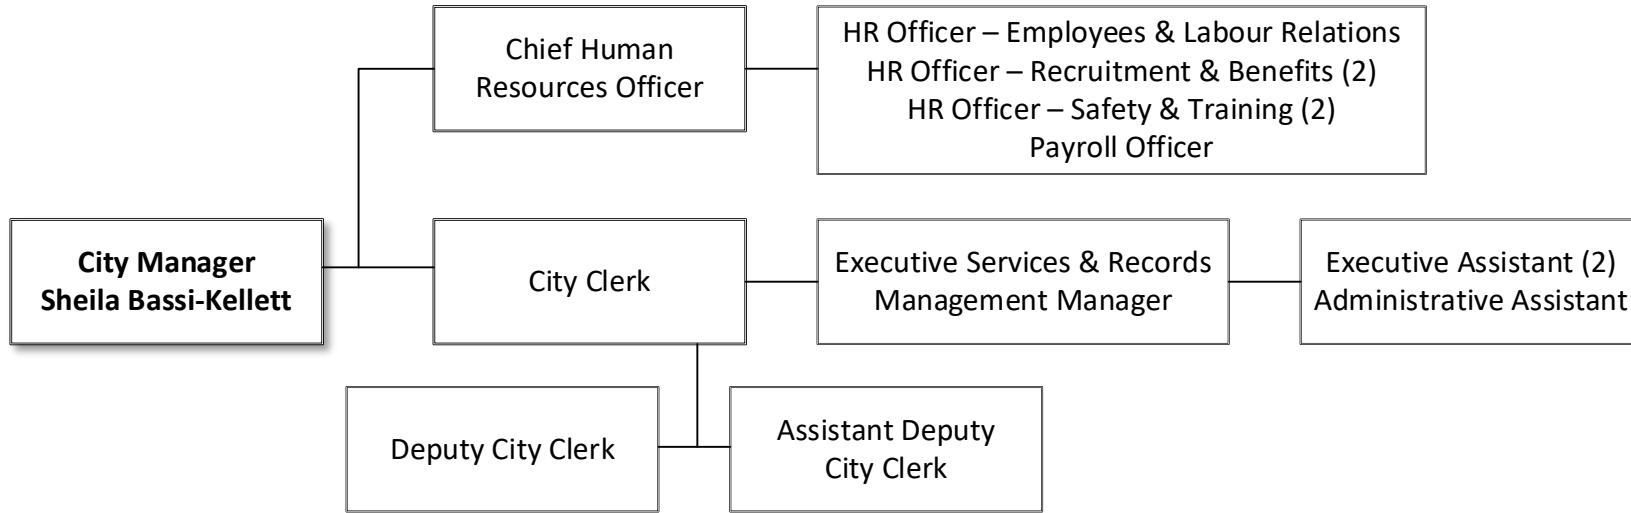 Chief Human
Resources Officer
HR Officer – Employees & Labour Relations
HR Officer – Recruitment & Benefits (2)
HR Officer – Safety & Training (2)
Payroll Officer
City Manager
Sheila Bassi-Kellett
City Clerk
Executive Services & Records
Management Manager
Executive Assistant (2)
Administrative Assistant
Deputy City Clerk
Assistant Deputy
City Clerk